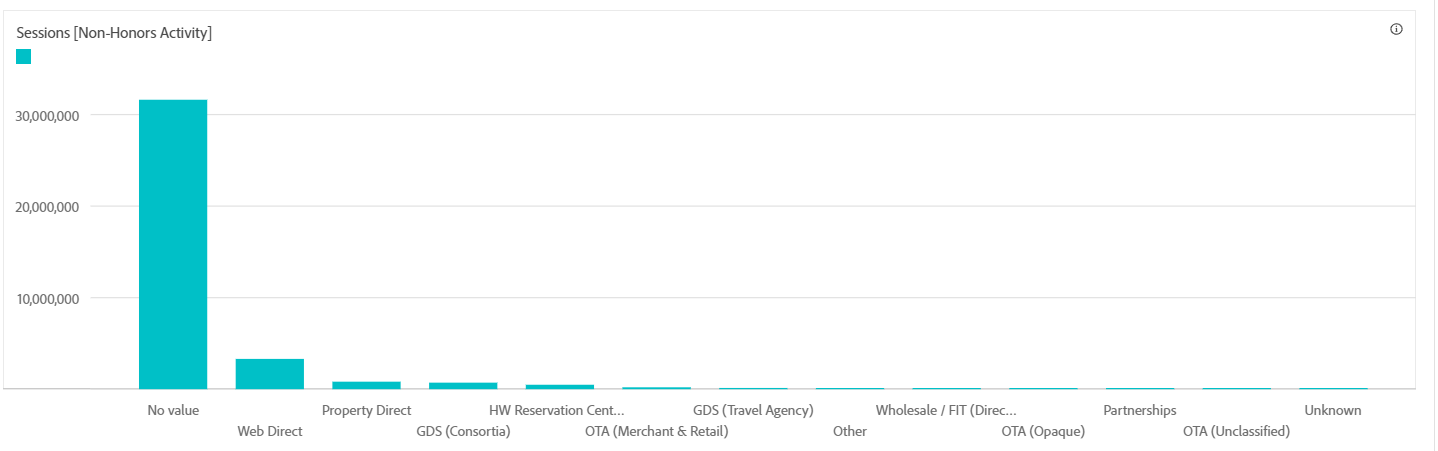 Sessions [Non-Honors Activity]
30,000,000
20,000,000
10,000,000
No value
Web Direct
Property Direct
GDS (Consortia)
HW Reservation Cent...
OTA (Merchant & Retail)
GDS (Travel Agency)
Other
Wholesale / FIT (Direc...
OTA (Opaque)
Partnerships
OTA (Unclassified)
Unknown